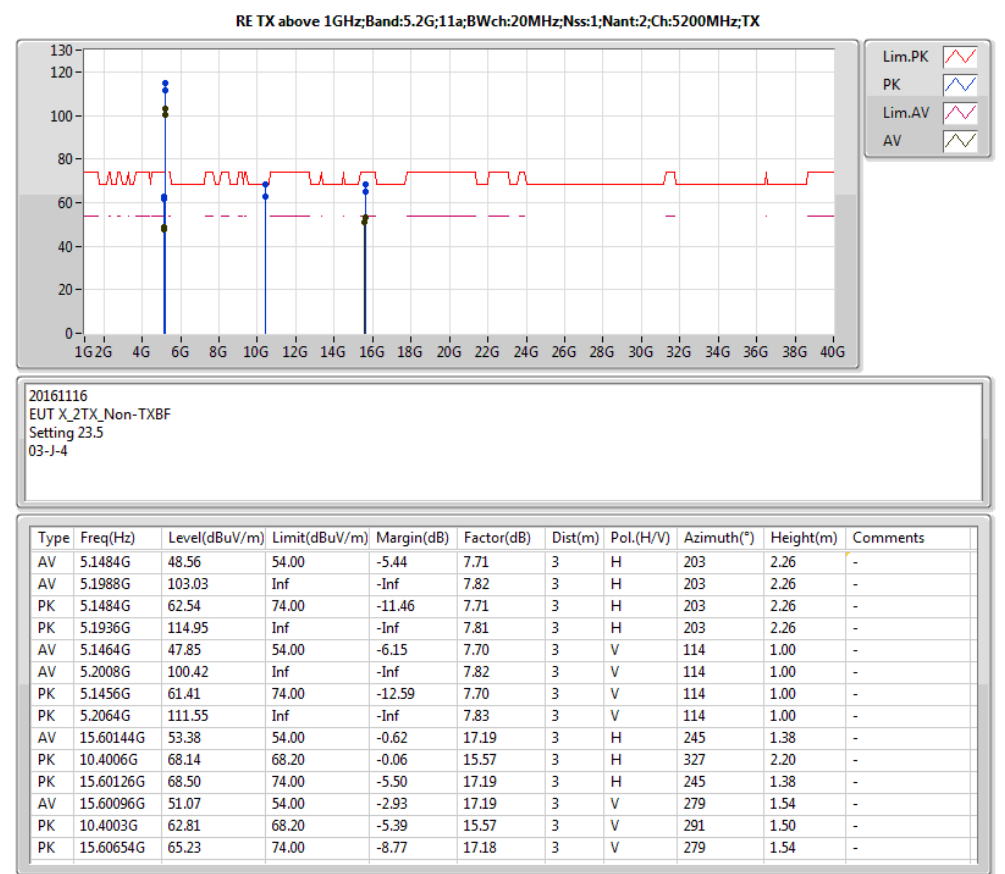 RE TX above 1GHz;Band:5.2G;11a;BWch:20MHz;Nss:1;Nant:2;Ch:5200MHz;TX
130
120
100
80
60
40
20
0
1G 2G 4G 6G 8G 10G 12G 14G 16G 18G 20G 22G 24G 26G 28G 30G 32G 34G 36G 38G 40G
Lim.PK
PK
Lim.AV
AV
20161116
EUT X_2TX_Non-TXBF
Setting 23.5
03-J-4
Type Freq(Hz) Level(dBuV/m) Limit(dBuV/m) Margin(dB) Factor(dB) Dist(m) Pol.(H/V) Azimuth(°) Height(m) Comments
AV 5.1484G 48.56 54.00 -5.44 7.71 3 H 203 2.26 -
AV 5.1988G 103.03 Inf -Inf 7.82 3 H 203 2.26 -
PK 5.1484G 62.54 74.00 -11.46 7.71 3 H 203 2.26 -
PK 5.1936G 114.95 Inf -Inf 7.81 3 H 203 2.26 -
AV 5.1464G 47.85 54.00 -6.15 7.70 3 V 114 1.00 -
AV 5.2008G 100.42 Inf -Inf 7.82 3 V 114 1.00 -
PK 5.1456G 61.41 74.00 -12.59 7.70 3 V 114 1.00 -
PK 5.2064G 111.55 Inf -Inf 7.83 3 V 114 1.00 -
AV 15.60144G 53.38 54.00 -0.62 17.19 3 H 245 1.38 -
PK 10.4006G 68.14 68.20 -0.06 15.57 3 H 327 2.20 -
PK 15.60126G 68.50 74.00 -5.50 17.19 3 H 245 1.38 -
AV 15.60096G 51.07 54.00 -2.93 17.19 3 V 279 1.54 -
PK 10.4003G 62.81 68.20 -5.39 15.57 3 V 291 1.50 -
PK 15.60654G 65.23 74.00 -8.77 17.18 3 V 279 1.54 -